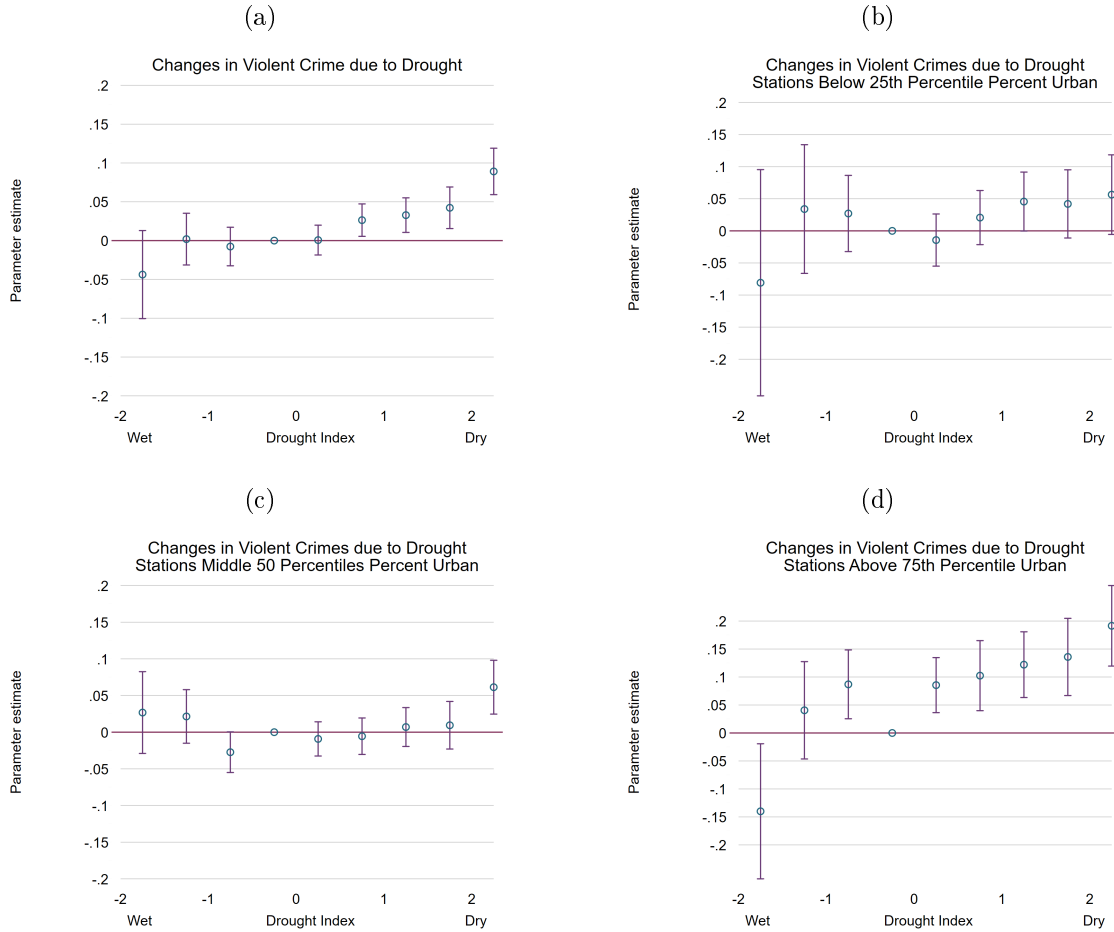 (a)
Changes in Violent Crime due to Drought
.2
.15
.1
.05
0
-.05
-.1
-.15
-.2
Parameter estimate
-2 -1 0 1 2
Wet Drought Index Dry
(b)
Changes in Violent Crimes due to Drought
Stations Below 25th Percentile Percent Urban
.2
.15
.1
.05
0
-.05
-.1
-.15
-.2
Parameter estimate
-2 -1 0 1 2
Wet Drought Index Dry
(c)
Changes in Violent Crimes due to Drought
Stations Middle 50 Percentiles Percent Urban
.2
.15
.1
.05
0
-.05
-.1
-.15
-.2
Parameter estimate
-2 -1 0 1 2
Wet Drought Index Dry
(d)
Changes in Violent Crimes due to Drought
Stations Above 75th Percentile Urban
.2
.15
.1
.05
0
-.05
-.1
-.15
-.2
Parameter estimate
-2 -1 0 1 2
Wet Drought Index Dry